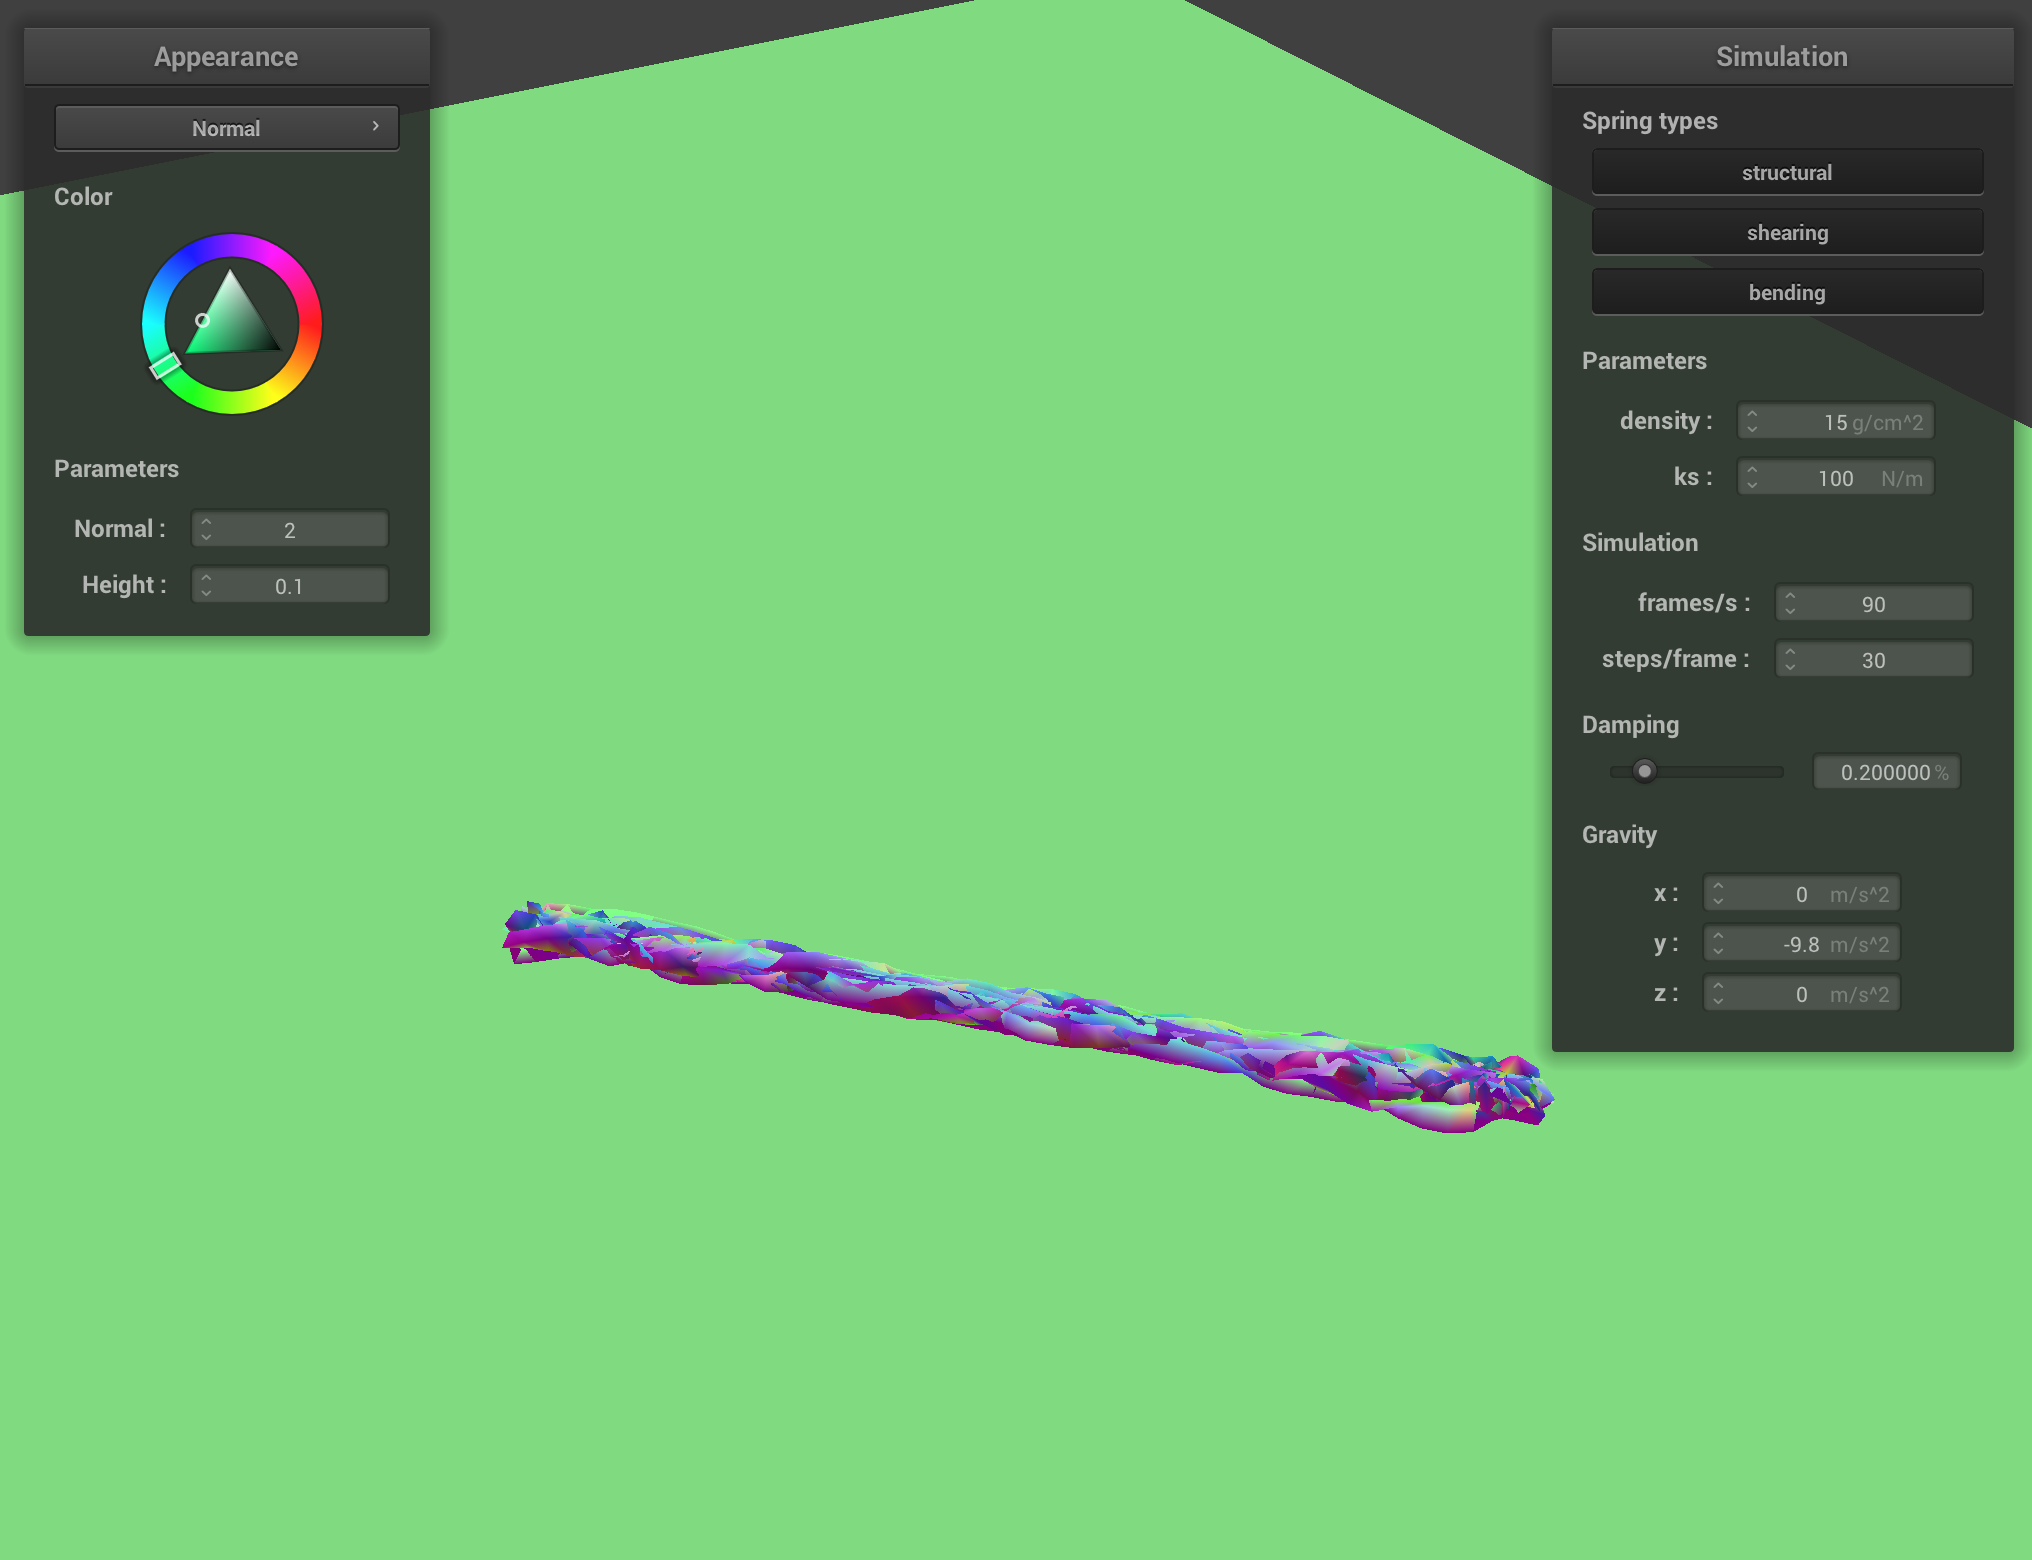 Appearance
Normal
Color
Parameters
Normal : 2
Height : 0.1
Simulation
Spring types
structural
shearing
bending
Parameters
density : 15 g/cm^2
ks : 100 N/m
Simulation
frames/s : 90
steps/frame : 30
Damping
0.200000 %
Gravity
x : 0 m/s^2
y : -9.8 m/s^2
z : 0 m/s^2